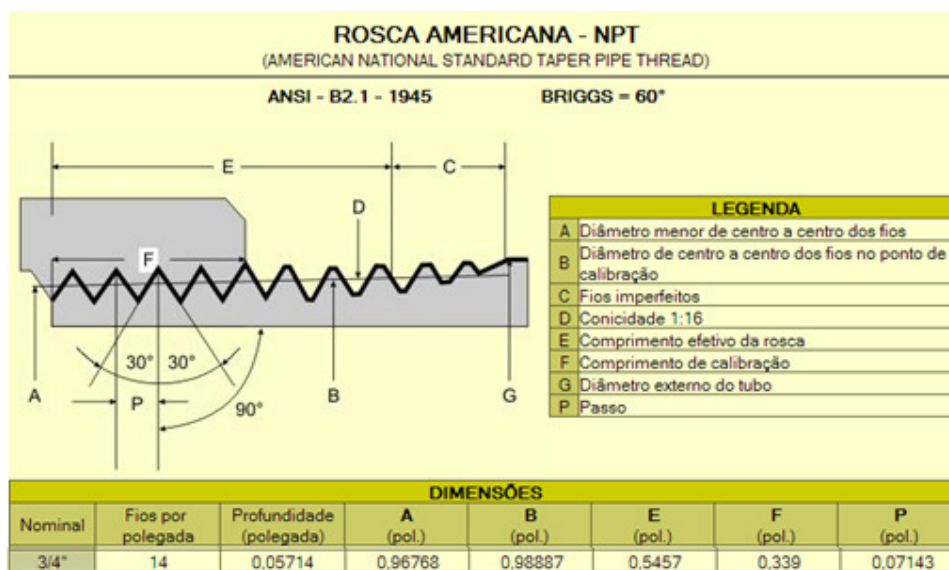 ROSCA AMERICANA - NPT
(AMERICAN NATIONAL STANDARD TAPER PIPE THREAD)
ANSI - B2.1 - 1945 BRIGGS = 60°
E
C
D
F
30° 30°
A
P
90°
B
G
LEGENDA
A Diâmetro menor de centro a centro dos fios
B Diâmetro de centro a centro dos fios no ponto de
calibração
C Fios imperfeitos
D Conicidade 1:16
E Comprimento efetivo da rosca
F Comprimento de calibração
G Diâmetro externo do tubo
P Passo
DIMENSÕES
Nominal Fios por polegada Profundidade (polegada) A (pol.) B (pol.) E (pol.) F (pol.) P (pol.)
3/4" 14 0,05714 0,96768 0,98887 0,5457 0,339 0,07143